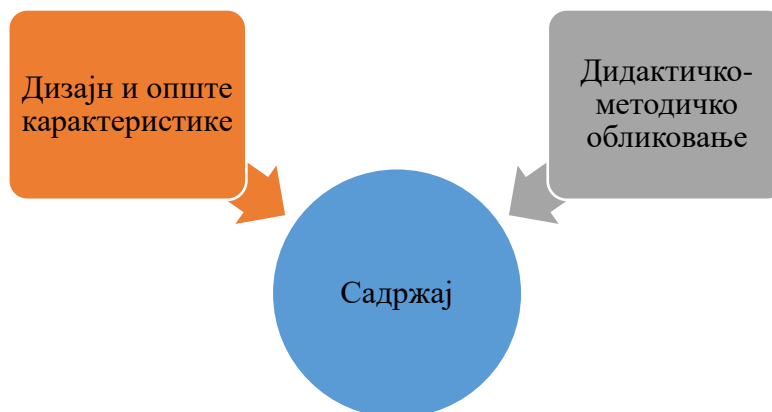 Дизајн и опште
карактеристике
Дидактичко-
методичко
обликовање
Садржај